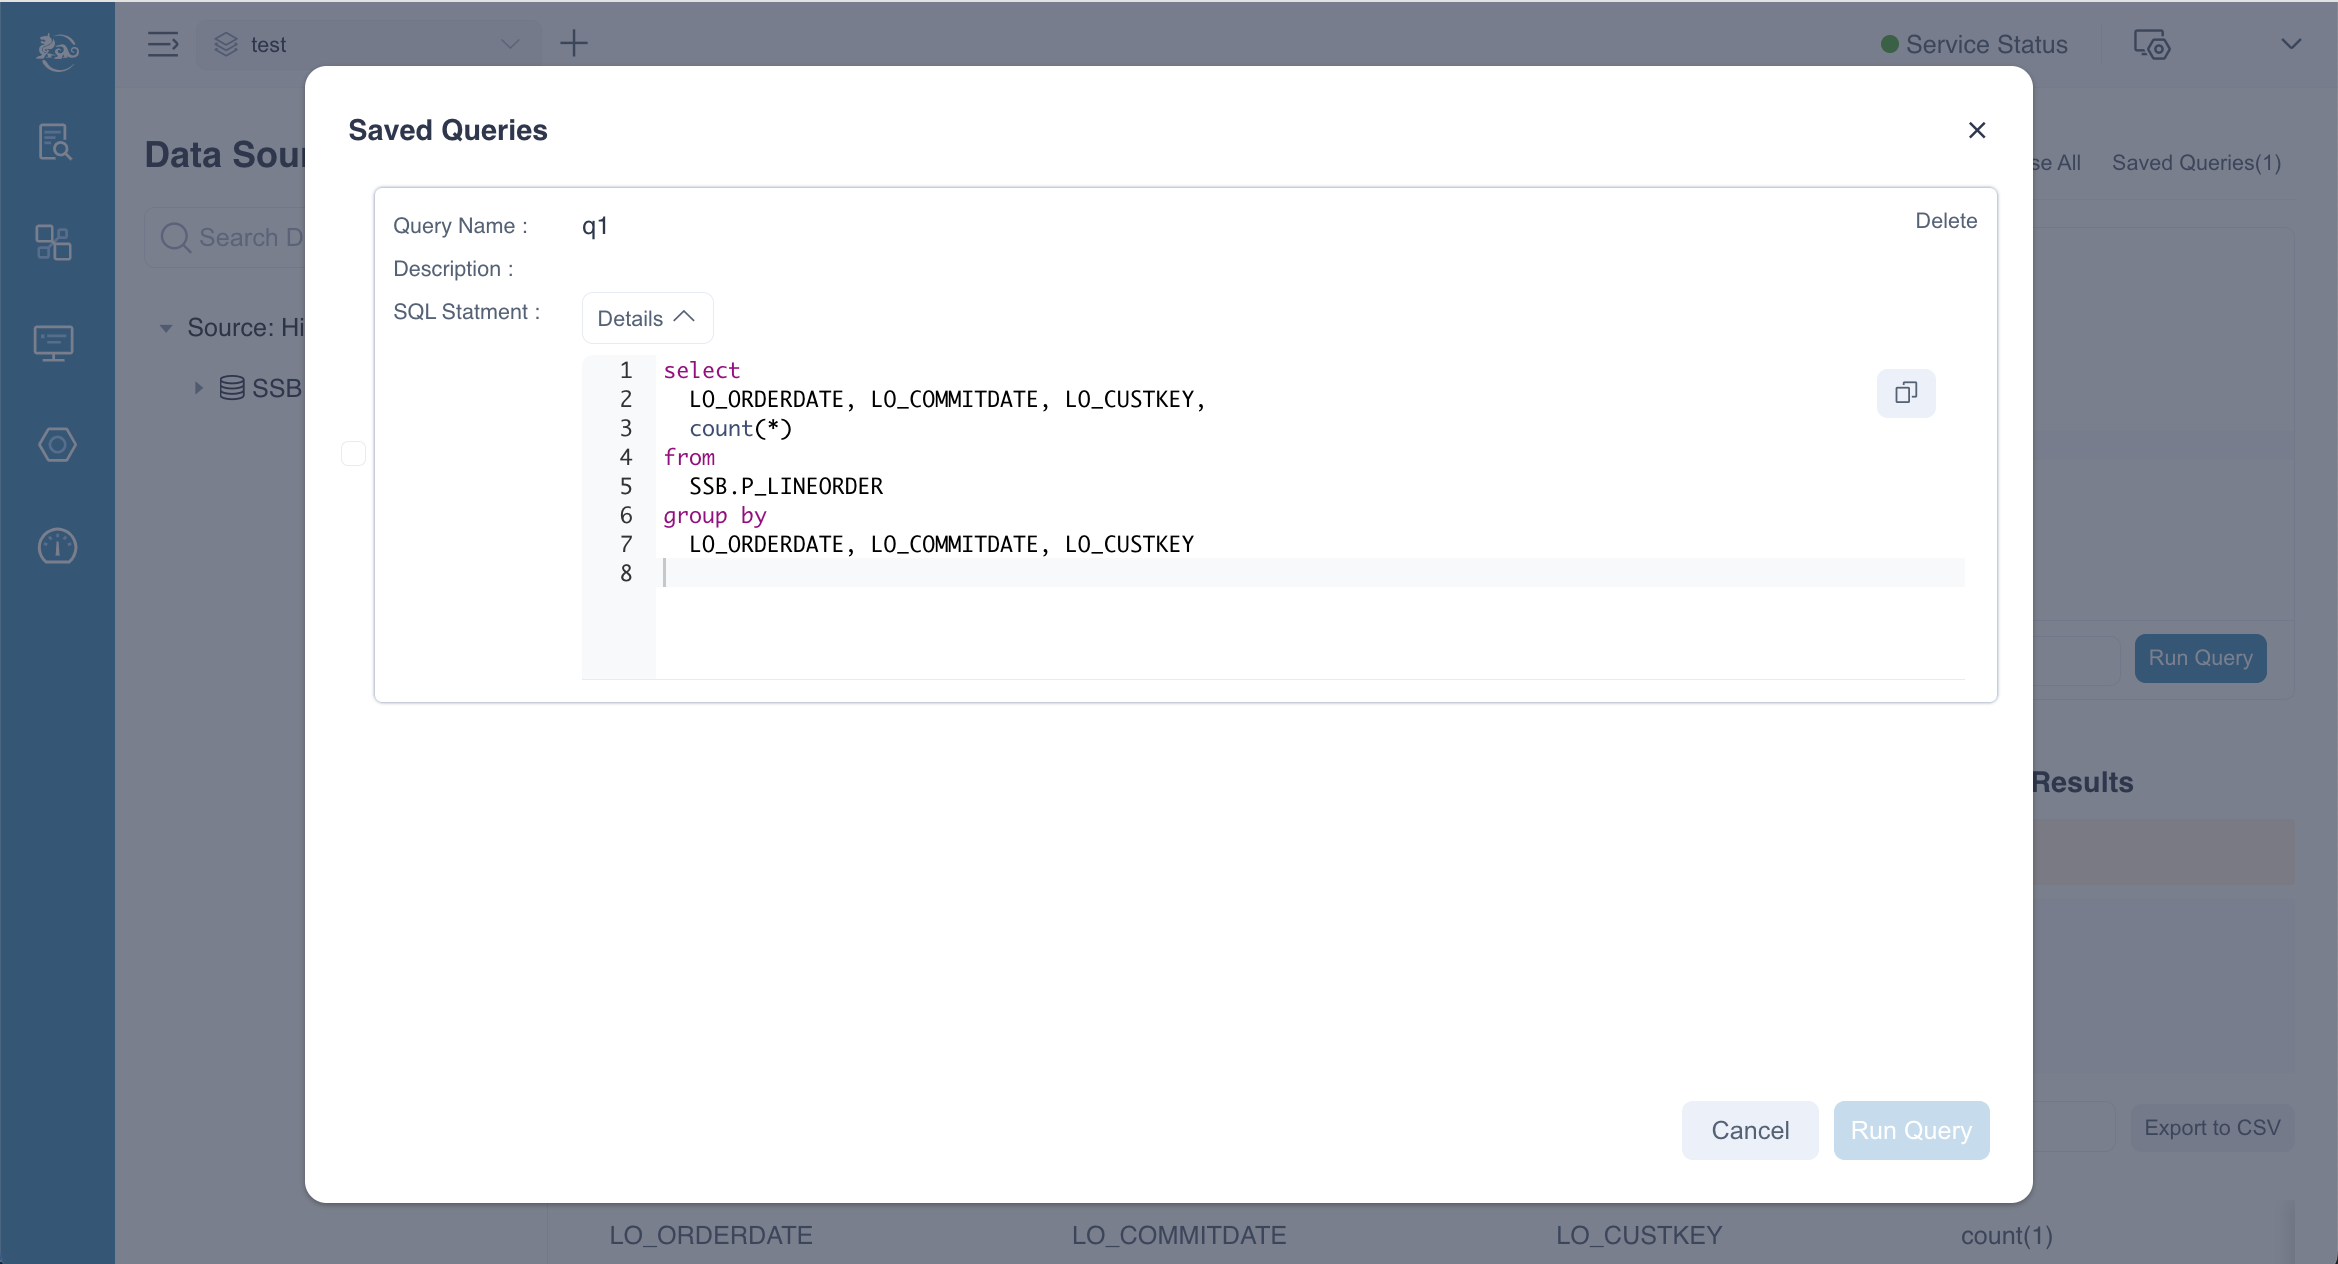 test
Service Status
Saved Queries
Data Sour
se All
Saved Queries(1)
Query Name :
q1
Delete
Search D
Description :
SQL Statment :
Details
Source: Hi
SSB
1 select
2 LO_ORDERDATE, LO_COMMITDATE, LO_CUSTKEY,
3 count(*)
4 from
5 SSB.P_LINEORDER
6 group by
7 LO_ORDERDATE, LO_COMMITDATE, LO_CUSTKEY
8
Run Query
Results
Cancel
Run Query
Export to CSV
LO_ORDERDATE
LO_COMMITDATE
LO_CUSTKEY
count(1)